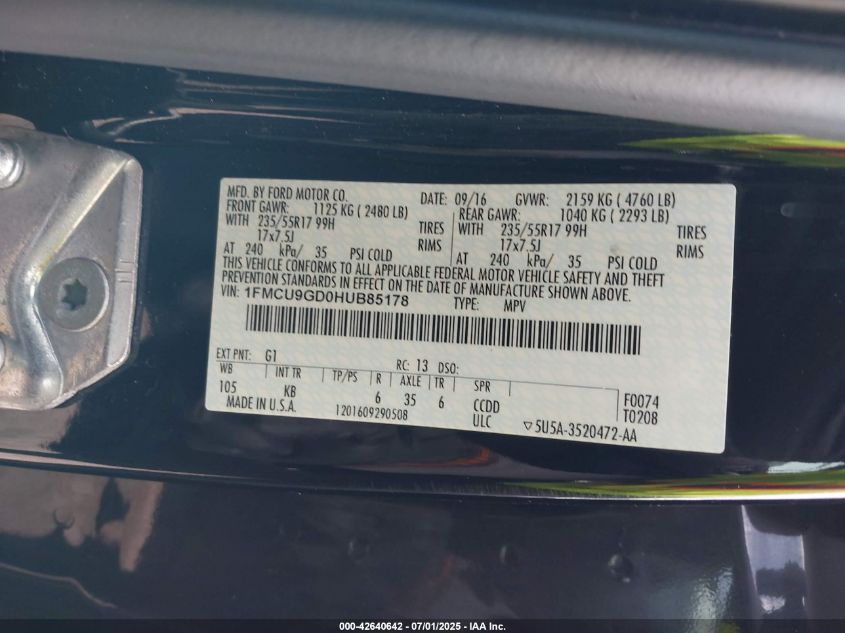 MFD. BY FORD MOTOR CO. DATE: 09/16 GVWR: 2159 KG ( 4760 LB)
FRONT GAWR: 1125 KG ( 2480 LB) REAR GAWR: 1040 KG ( 2293 LB)
WITH 235/55R17 99H TIRES WITH 235/55R17 99H TIRES
17x7.5J RIMS 17x7.5J RIMS
AT 240 kPa/ 35 PSI COLD AT 240 kPa/ 35 PSI COLD
THIS VEHICLE CONFORMS TO ALL APPLICABLE FEDERAL MOTOR VEHICLE SAFETY AND THEFT
PREVENTION STANDARDS IN EFFECT ON THE DATE OF MANUFACTURE SHOWN ABOVE.
VIN: 1FMCU9GD0HUB85178 TYPE: MPV
EXT PNT: G1 RC: 13 DSO:
WB INT TR TP/PS R AXLE TR SPR
105 KB 6 35 6 CCDD F0074
MADE IN U.S.A. 1201609290508 ULC ▽5U5A-3520472-AA T0208
000-42640642 / 07/01/2025 - IAA Inc.